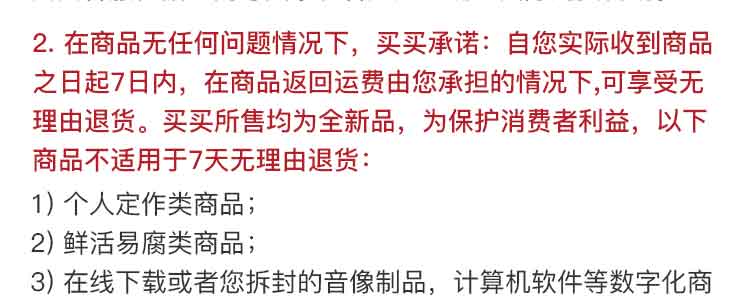 2. 在商品无任何问题情况下，买买承诺：自您实际收到商品
之日起7日内，在商品返回运费由您承担的情况下,可享受无
理由退货。买买所售均为全新品，为保护消费者利益，以下
商品不适用于7天无理由退货：
1) 个人定作类商品；
2) 鲜活易腐类商品；
3) 在线下载或者您拆封的音像制品，计算机软件等数字化商